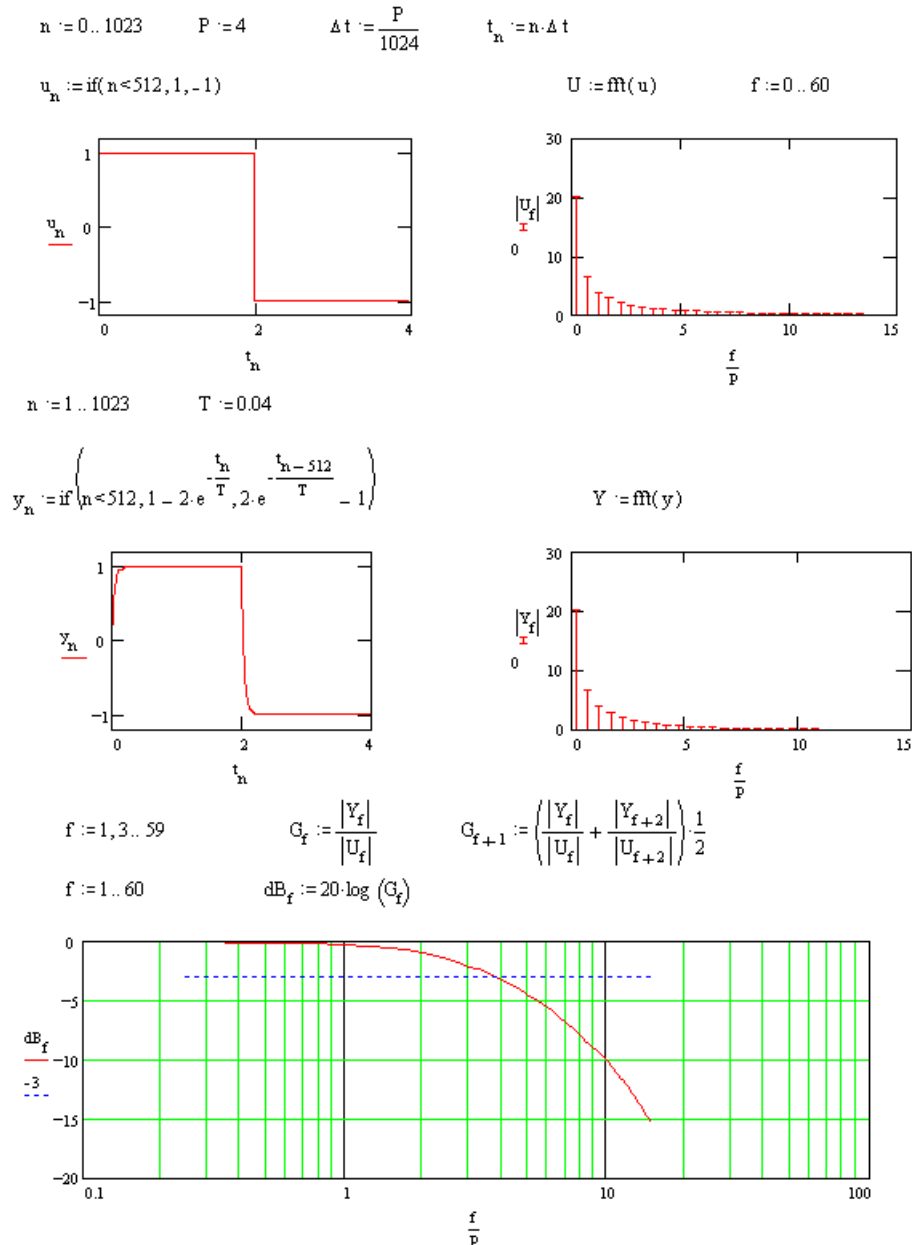 n := 0 .. 1023 P := 4 Δt := P/1024 t_n := n·Δt
u_n := if(n<512, 1, -1) U := fft(u) f := 0 .. 60
1
u_n
0
-1
0 2 4
t_n
30
|U_f|
20
0
10
0
0 5 10 15
f/P
n := 1 .. 1023 T := 0.04
y_n := if(n<512, 1 - 2·e^(-t_n/T), 2·e^(-t_{n-512}/T) - 1) Y := fft(y)
1
y_n
0
-1
0 2 4
t_n
30
|Y_f|
20
0
10
0
0 5 10 15
f/P
f := 1, 3 .. 59 G_f := |Y_f|/|U_f| G_{f+1} := (|Y_f|/|U_f| + |Y_{f+2}|/|U_{f+2}|)·1/2
f := 1 .. 60 dB_f := 20·log(G_f)
0
-5
dB_f
-10
-3
-15
-20
0.1 1 10 100
f/P